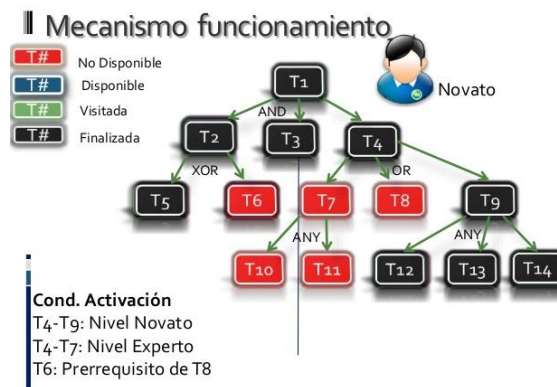 Mecanismo funcionamiento
T# No Disponible
T# Disponible
T# Visitada
T# Finalizada
Novato
T1
AND
T2 T3 T4
XOR OR
T5 T6 T7 T8 T9
ANY ANY
T10 T11 T12 T13 T14
Cond. Activación
T4-T9: Nivel Novato
T4-T7: Nivel Experto
T6: Prerrequisito de T8